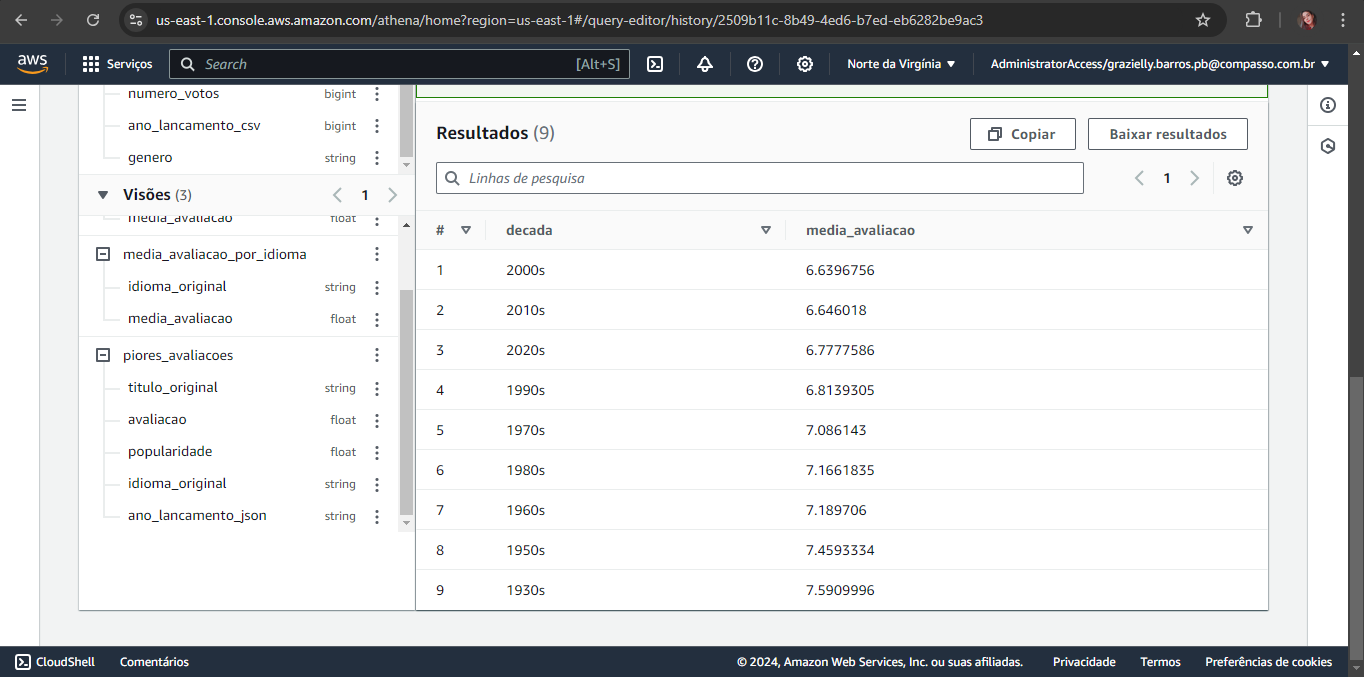 us-east-1.console.aws.amazon.com/athena/home?region=us-east-1#/query-editor/history/2509b11c-8b49-4ed6-b7ed-eb6282be9ac3
aws
Serviços
Search
[Alt+S]
Norte da Virgínia
AdministratorAccess/grazielly.barros.pb@compasso.com.br
numero_votos bigint
ano_lancamento_csv bigint
genero string
Visões (3) 1
media_avaliacao float
media_avaliacao_por_idioma
idioma_original string
media_avaliacao float
piores_avaliacoes
titulo_original string
avaliacao float
popularidade float
idioma_original string
ano_lancamento_json string
Resultados (9)
Copiar
Baixar resultados
Linhas de pesquisa
1
# decada media_avaliacao
1 2000s 6.6396756
2 2010s 6.646018
3 2020s 6.7777586
4 1990s 6.8139305
5 1970s 7.086143
6 1980s 7.1661835
7 1960s 7.189706
8 1950s 7.4593334
9 1930s 7.5909996
CloudShell
Comentários
© 2024, Amazon Web Services, Inc. ou suas afiliadas.
Privacidade
Termos
Preferências de cookies